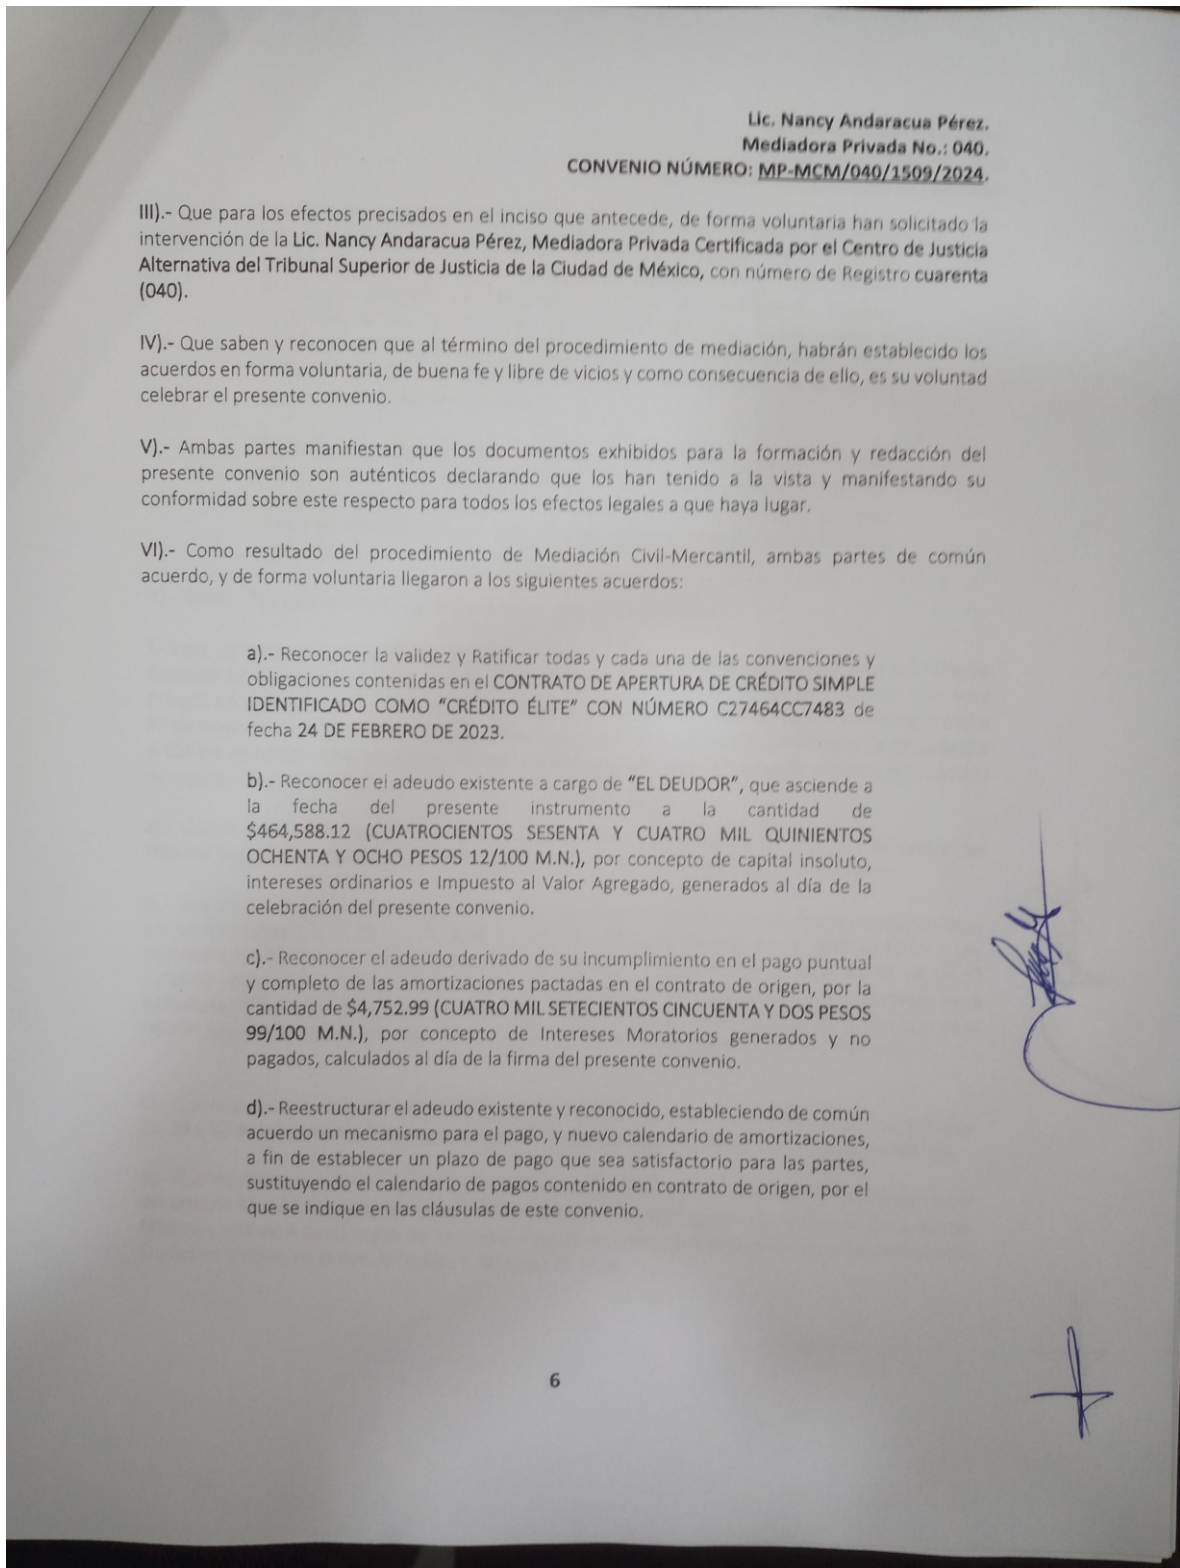 Lic. Nancy Andaracua Pérez.
Mediadora Privada No.: 040.
CONVENIO NÚMERO: MP-MCM/040/1509/2024.
III).- Que para los efectos precisados en el inciso que antecede, de forma voluntaria han solicitado la
intervención de la Lic. Nancy Andaracua Pérez, Mediadora Privada Certificada por el Centro de Justicia
Alternativa del Tribunal Superior de Justicia de la Ciudad de México, con número de Registro cuarenta
(040).
IV).- Que saben y reconocen que al término del procedimiento de mediación, habrán establecido los
acuerdos en forma voluntaria, de buena fe y libre de vicios y como consecuencia de ello, es su voluntad
celebrar el presente convenio.
V).- Ambas partes manifiestan que los documentos exhibidos para la formación y redacción del
presente convenio son auténticos declarando que los han tenido a la vista y manifestando su
conformidad sobre este respecto para todos los efectos legales a que haya lugar.
VI).- Como resultado del procedimiento de Mediación Civil-Mercantil, ambas partes de común
acuerdo, y de forma voluntaria llegaron a los siguientes acuerdos:
a).- Reconocer la validez y Ratificar todas y cada una de las convenciones y
obligaciones contenidas en el CONTRATO DE APERTURA DE CRÉDITO SIMPLE
IDENTIFICADO COMO “CRÉDITO ÉLITE” CON NÚMERO C27464CC7483 de
fecha 24 DE FEBRERO DE 2023.
b).- Reconocer el adeudo existente a cargo de “EL DEUDOR”, que asciende a
la fecha del presente instrumento a la cantidad de
$464,588.12 (CUATROCIENTOS SESENTA Y CUATRO MIL QUINIENTOS
OCHENTA Y OCHO PESOS 12/100 M.N.), por concepto de capital insoluto,
intereses ordinarios e Impuesto al Valor Agregado, generados al día de la
celebración del presente convenio.
c).- Reconocer el adeudo derivado de su incumplimiento en el pago puntual
y completo de las amortizaciones pactadas en el contrato de origen, por la
cantidad de $4,752.99 (CUATRO MIL SETECIENTOS CINCUENTA Y DOS PESOS
99/100 M.N.), por concepto de Intereses Moratorios generados y no
pagados, calculados al día de la firma del presente convenio.
d).- Reestructurar el adeudo existente y reconocido, estableciendo de común
acuerdo un mecanismo para el pago, y nuevo calendario de amortizaciones,
a fin de establecer un plazo de pago que sea satisfactorio para las partes,
sustituyendo el calendario de pagos contenido en contrato de origen, por el
que se indique en las cláusulas de este convenio.
6